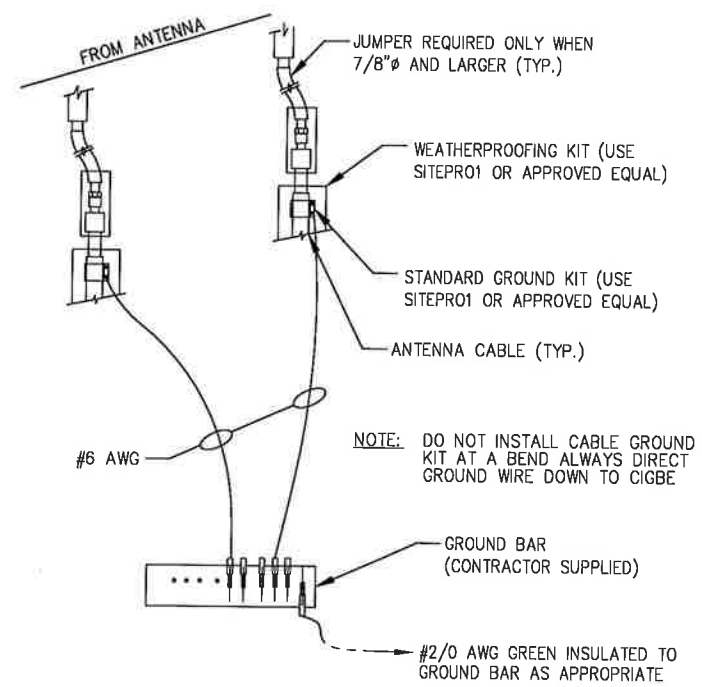 FROM ANTENNA
JUMPER REQUIRED ONLY WHEN
7/8"ø AND LARGER (TYP.)
WEATHERPROOFING KIT (USE
SITEPRO1 OR APPROVED EQUAL)
STANDARD GROUND KIT (USE
SITEPRO1 OR APPROVED EQUAL)
ANTENNA CABLE (TYP.)
#6 AWG
NOTE: DO NOT INSTALL CABLE GROUND
KIT AT A BEND ALWAYS DIRECT
GROUND WIRE DOWN TO CIGBE
GROUND BAR
(CONTRACTOR SUPPLIED)
#2/0 AWG GREEN INSULATED TO
GROUND BAR AS APPROPRIATE